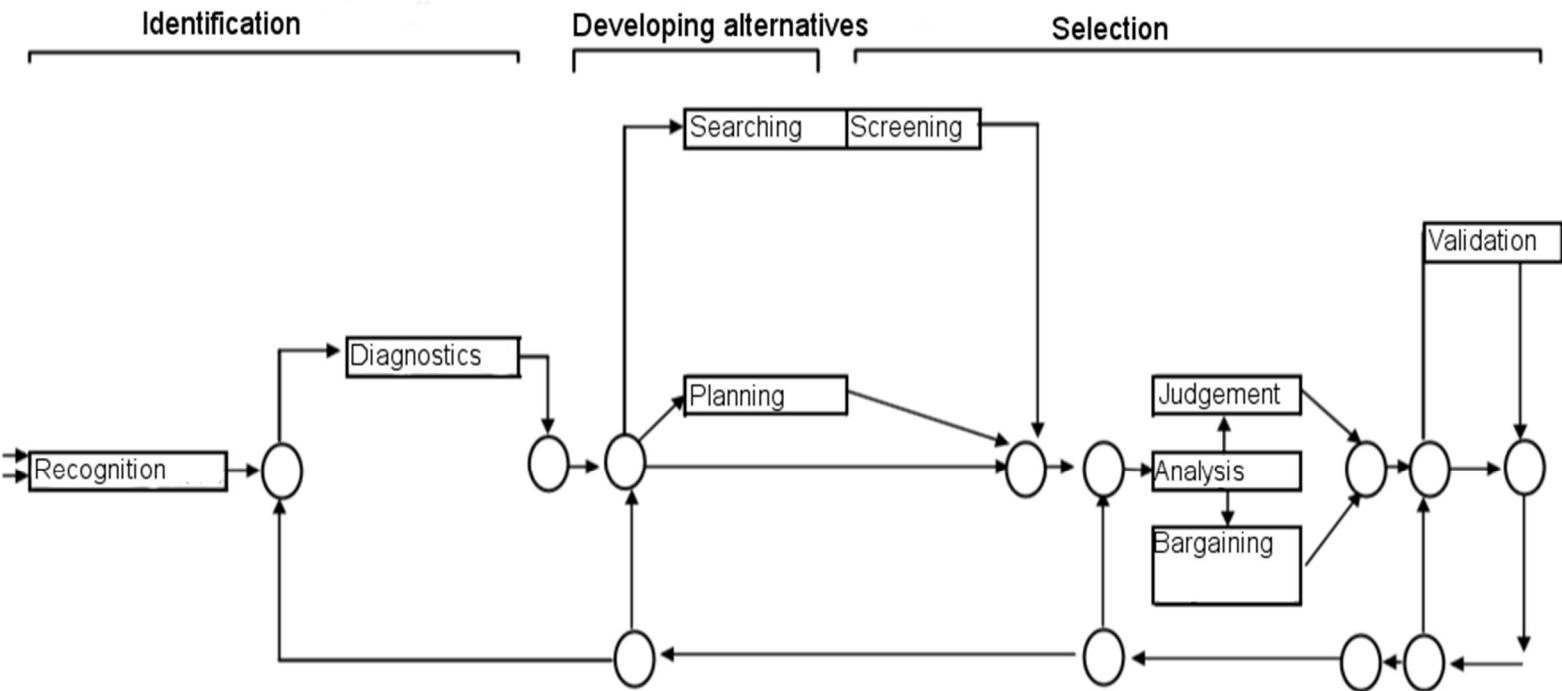 Identification
Developing alternatives
Selection
Searching
Screening
Validation
Diagnostics
Planning
Judgement
Recognition
Analysis
Bargaining